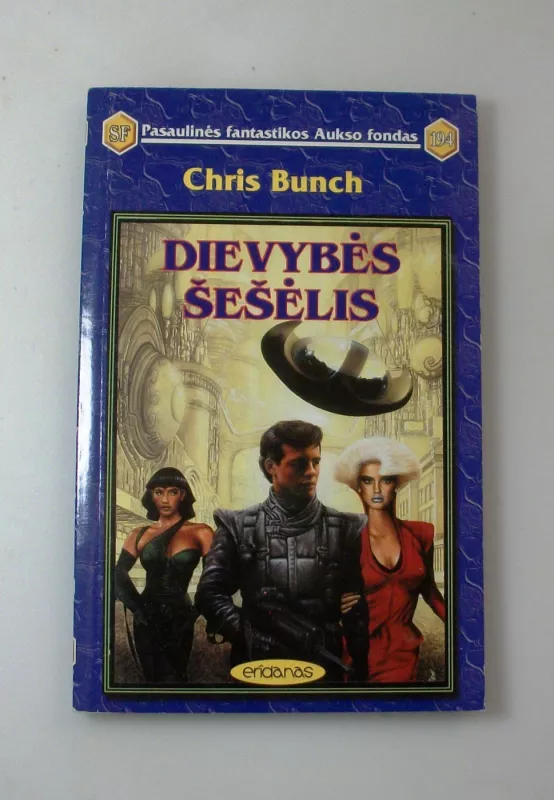 SF Pasaulinės fantastikos Aukso fondas 194
Chris Bunch
DIEVYBĖS
ŠEŠĖLIS
eridanas